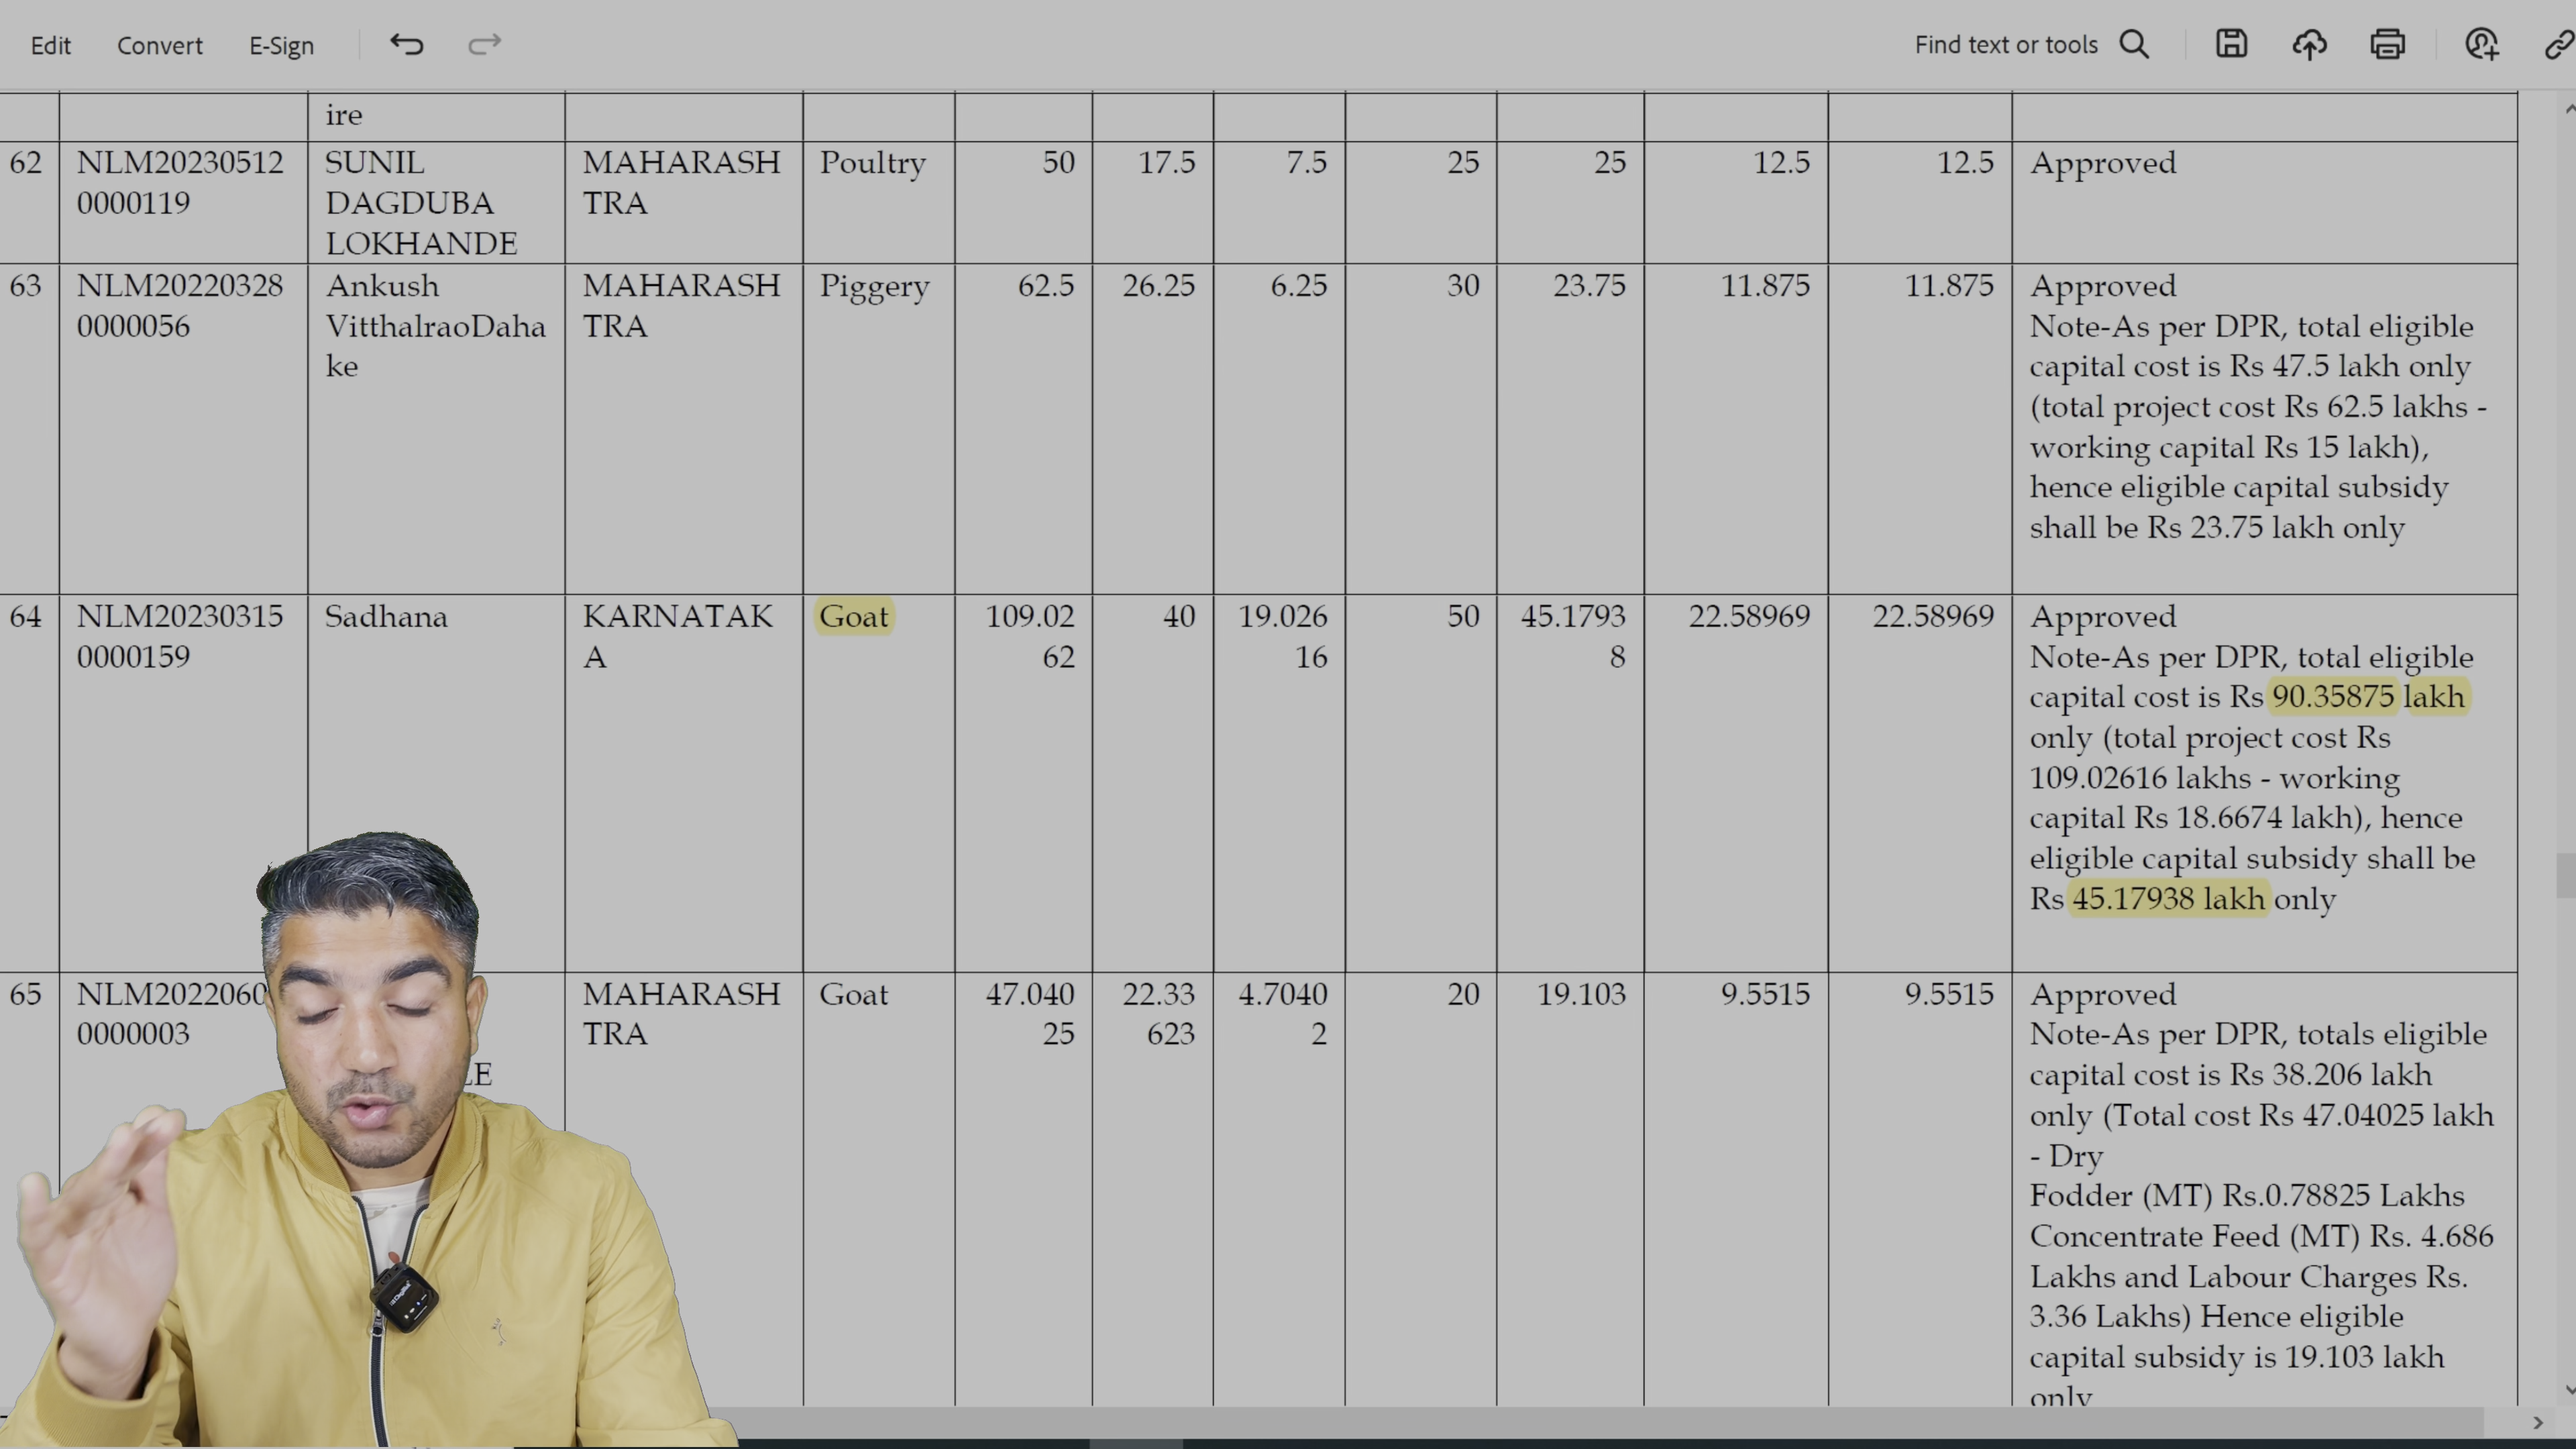 Edit Convert E-Sign Find text or tools
ire
62 NLM20230512 SUNIL MAHARASH Poultry 50 17.5 7.5 25 25 12.5 12.5 Approved
0000119 DAGDUBA TRA
LOKHANDE
63 NLM20220328 Ankush MAHARASH Piggery 62.5 26.25 6.25 30 23.75 11.875 11.875 Approved
0000056 VitthalraoDaha TRA Note-As per DPR, total eligible
ke capital cost is Rs 47.5 lakh only
(total project cost Rs 62.5 lakhs -
working capital Rs 15 lakh),
hence eligible capital subsidy
shall be Rs 23.75 lakh only
64 NLM20230315 Sadhana KARNATAK Goat 109.02 40 19.026 50 45.1793 22.58969 22.58969 Approved
0000159 A 62 16 8 Note-As per DPR, total eligible
capital cost is Rs 90.35875 lakh
only (total project cost Rs
109.02616 lakhs - working
capital Rs 18.6674 lakh), hence
eligible capital subsidy shall be
Rs 45.17938 lakh only
65 NLM2022060 MAHARASH Goat 47.040 22.33 4.7040 20 19.103 9.5515 9.5515 Approved
0000003 TRA 25 623 2 Note-As per DPR, totals eligible
LE capital cost is Rs 38.206 lakh
only (Total cost Rs 47.04025 lakh
- Dry
Fodder (MT) Rs.0.78825 Lakhs
Concentrate Feed (MT) Rs. 4.686
Lakhs and Labour Charges Rs.
3.36 Lakhs) Hence eligible
capital subsidy is 19.103 lakh
only